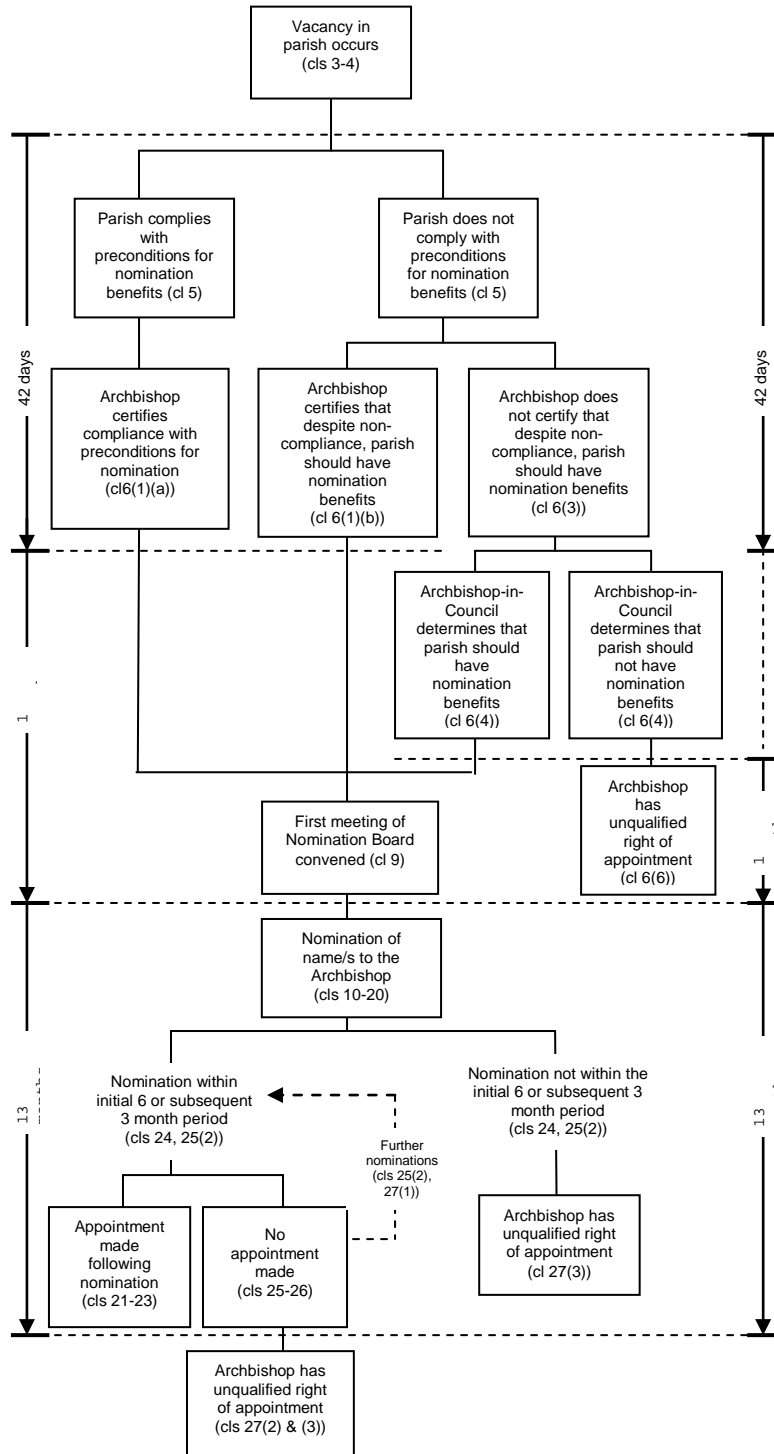 Vacancy in
parish occurs
(cls 3-4)
Parish complies
with
preconditions for
nomination
benefits (cl 5)
Parish does not
comply with
preconditions
for nomination
benefits (cl 5)
42 days
42 days
Archbishop
certifies
compliance with
preconditions for
nomination
(cl6(1)(a))
Archbishop
certifies that
despite non-
compliance, parish
should have
nomination
benefits
(cl 6(1)(b))
Archbishop does
not certify that
despite non-
compliance, parish
should have
nomination benefits
(cl 6(3))
Archbishop-in-
Council
determines that
parish should
have
nomination
benefits
(cl 6(4))
Archbishop-in-
Council
determines that
parish should
not have
nomination
benefits
(cl 6(4))
1
1
First meeting of
Nomination Board
convened (cl 9)
Archbishop
has
unqualified
right of
appointment
(cl 6(6))
Nomination of
name/s to the
Archbishop
(cls 10-20)
13
13
Nomination within
initial 6 or subsequent
3 month period
(cls 24, 25(2))
Further
nominations
(cls 25(2),
27(1))
Nomination not within the
initial 6 or subsequent 3
month period
(cls 24, 25(2))
Appointment
made
following
nomination
(cls 21-23)
No
appointment
made
(cls 25-26)
Archbishop has
unqualified right
of appointment
(cl 27(3))
Archbishop has
unqualified right
of appointment
(cls 27(2) & (3))